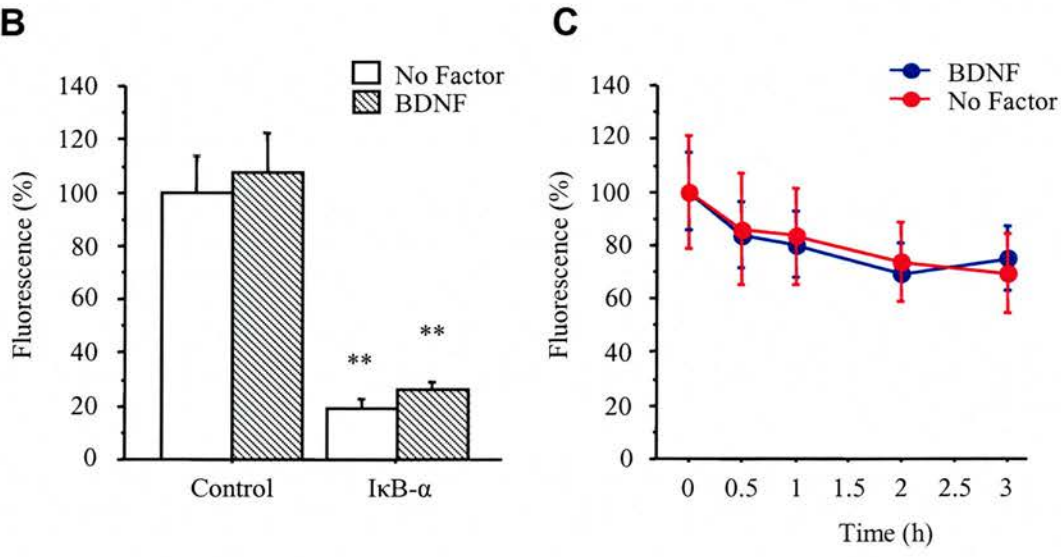 B
No Factor
BDNF
Fluorescence (%)
140
120
100
80
60
40
20
0
**
**
Control
IκB-α
C
BDNF
No Factor
Fluorescence (%)
140
120
100
80
60
40
20
0
0 0.5 1 1.5 2 2.5 3
Time (h)